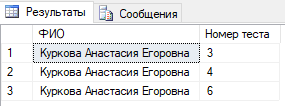 Результаты Сообщения
ФИО Номер теста
1 Куркова Анастасия Егоровна 3
2 Куркова Анастасия Егоровна 4
3 Куркова Анастасия Егоровна 6